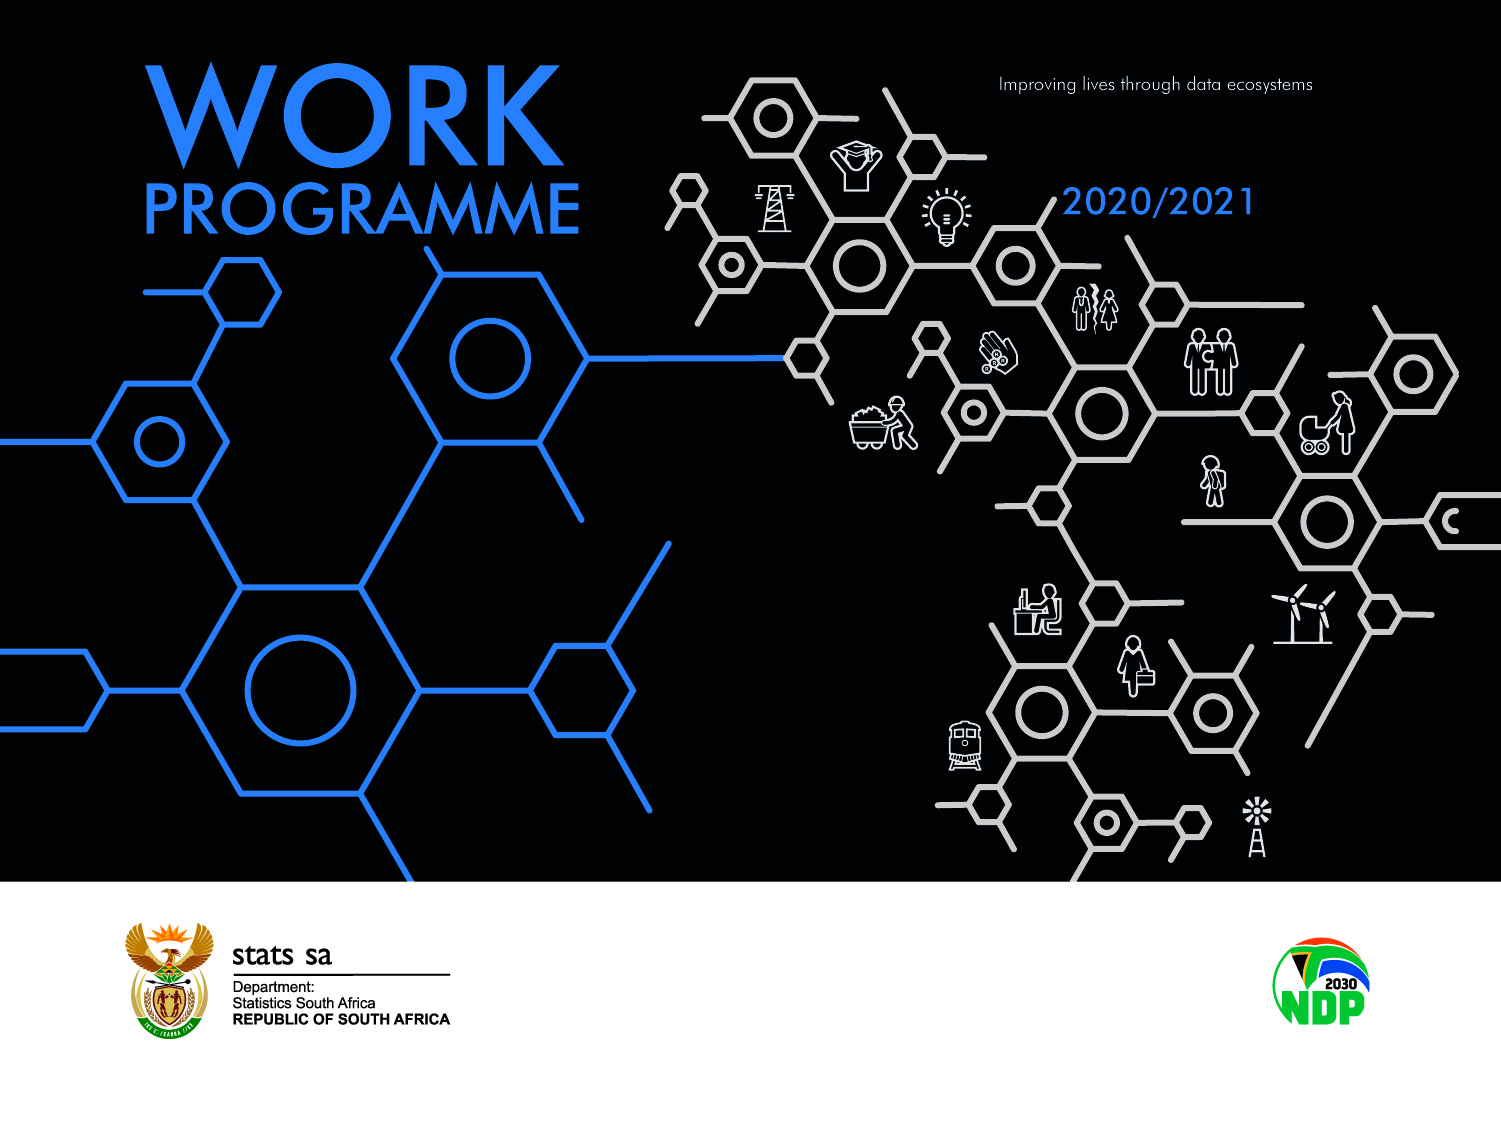 WORK
PROGRAMME
Improving lives through data ecosystems
2020/2021
stats sa
Department:
Statistics South Africa
REPUBLIC OF SOUTH AFRICA
2030
NDP